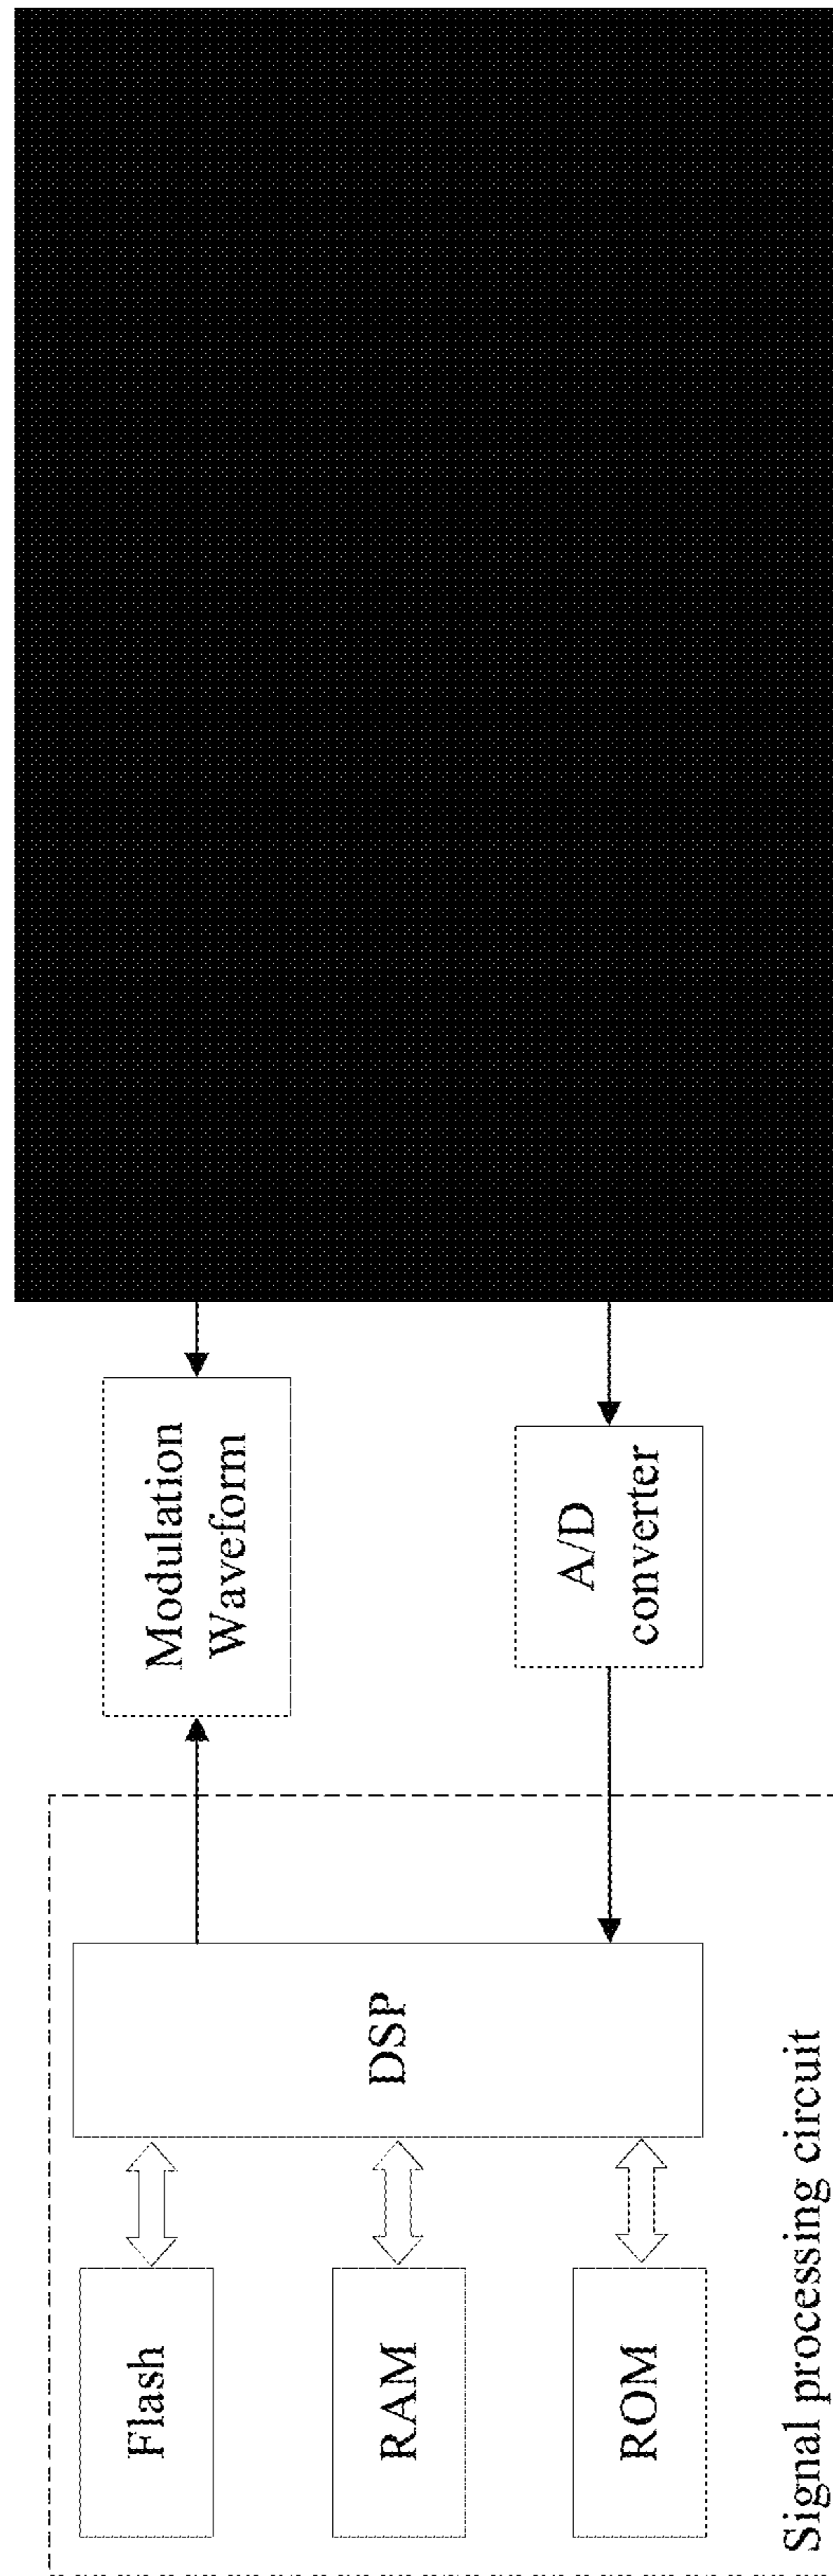 Flash
RAM
ROM
DSP
Modulation
Waveform
A/D
converter
Signal processing circuit